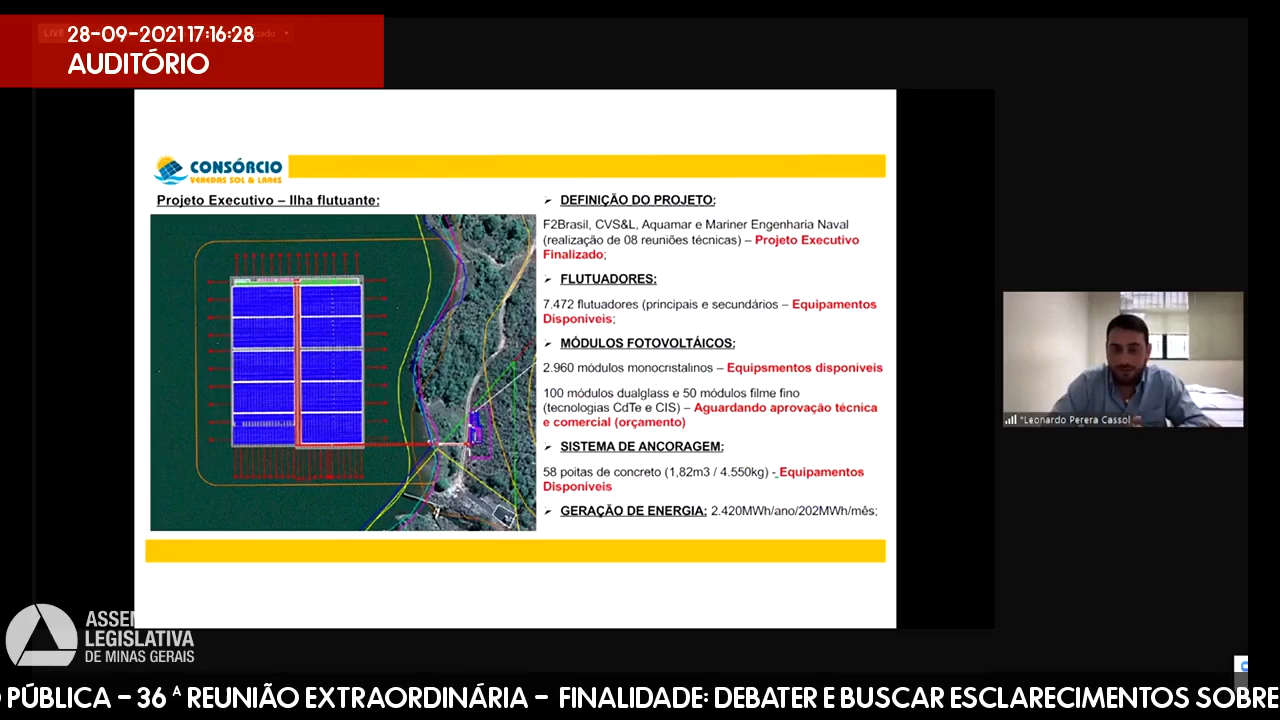 LIVE
28-09-2021 17:16:28
AUDITÓRIO
CONSÓRCIO
VEREDAS SOL & LARES
Projeto Executivo – Ilha flutuante:
➢ DEFINIÇÃO DO PROJETO:
F2Brasil, CVS&L, Aquamar e Mariner Engenharia Naval
(realização de 08 reuniões técnicas) – Projeto Executivo
Finalizado;
➢ FLUTUADORES:
7.472 flutuadores (principais e secundários – Equipamentos
Disponíveis;
➢ MÓDULOS FOTOVOLTÁICOS:
2.960 módulos monocristalinos – Equipsmentos disponíveis
100 módulos dualglass e 50 módulos filme fino
(tecnologias CdTe e CIS) – Aguardando aprovação técnica
e comercial (orçamento)
➢ SISTEMA DE ANCORAGEM:
58 poitas de concreto (1,82m3 / 4.550kg) - Equipamentos
Disponíveis
➢ GERAÇÃO DE ENERGIA: 2.420MWh/ano/202MWh/mês;
*Leonardo Perera Cassol
ASSEM
LEGISLATIVA
DE MINAS GERAIS
O PÚBLICA - 36 ª REUNIÃO EXTRAORDINÁRIA - FINALIDADE: DEBATER E BUSCAR ESCLARECIMENTOS SOBRE